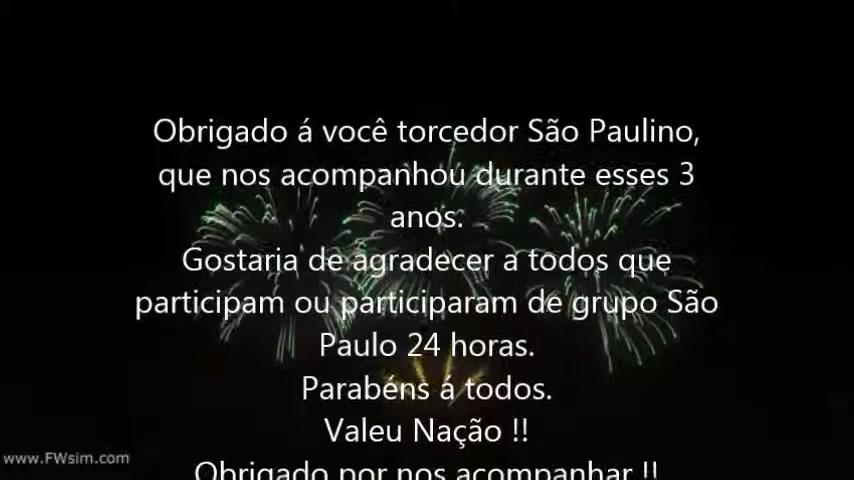 Obrigado á você torcedor São Paulino,
que nos acompanhou durante esses 3
anos.
Gostaria de agradecer a todos que
participam ou participaram de grupo São
Paulo 24 horas.
Parabéns á todos.
Valeu Nação !!
www.FWsim.com
Obrigado por nos acompanhar !!